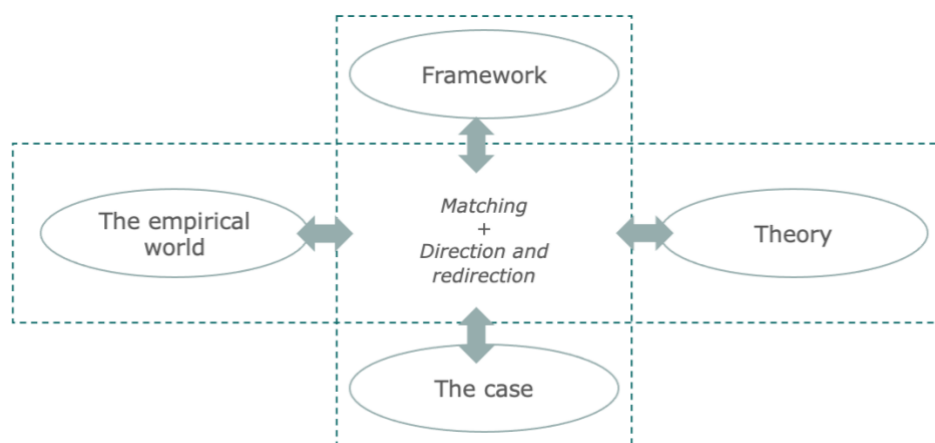 Framework
The empirical
world
Matching
+
Direction and
redirection
Theory
The case